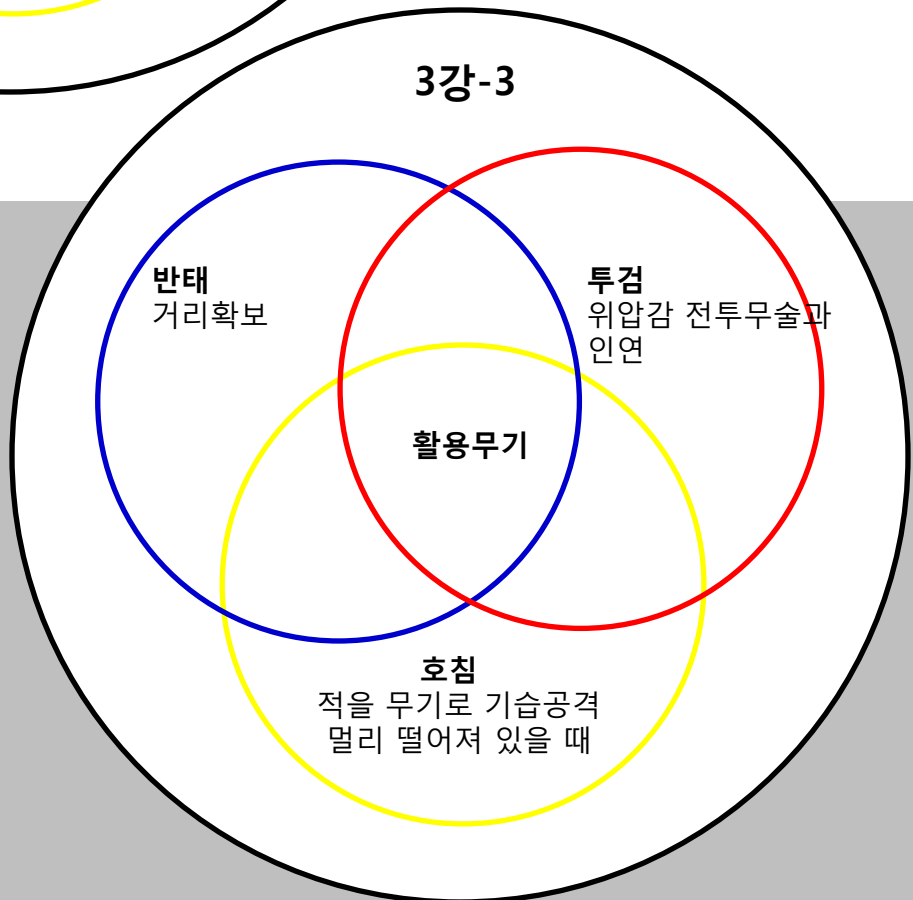 3강-3
반태
거리확보
투검
위압감 전투무술과
인연
활용무기
호침
적을 무기로 기습공격
멀리 떨어져 있을 때